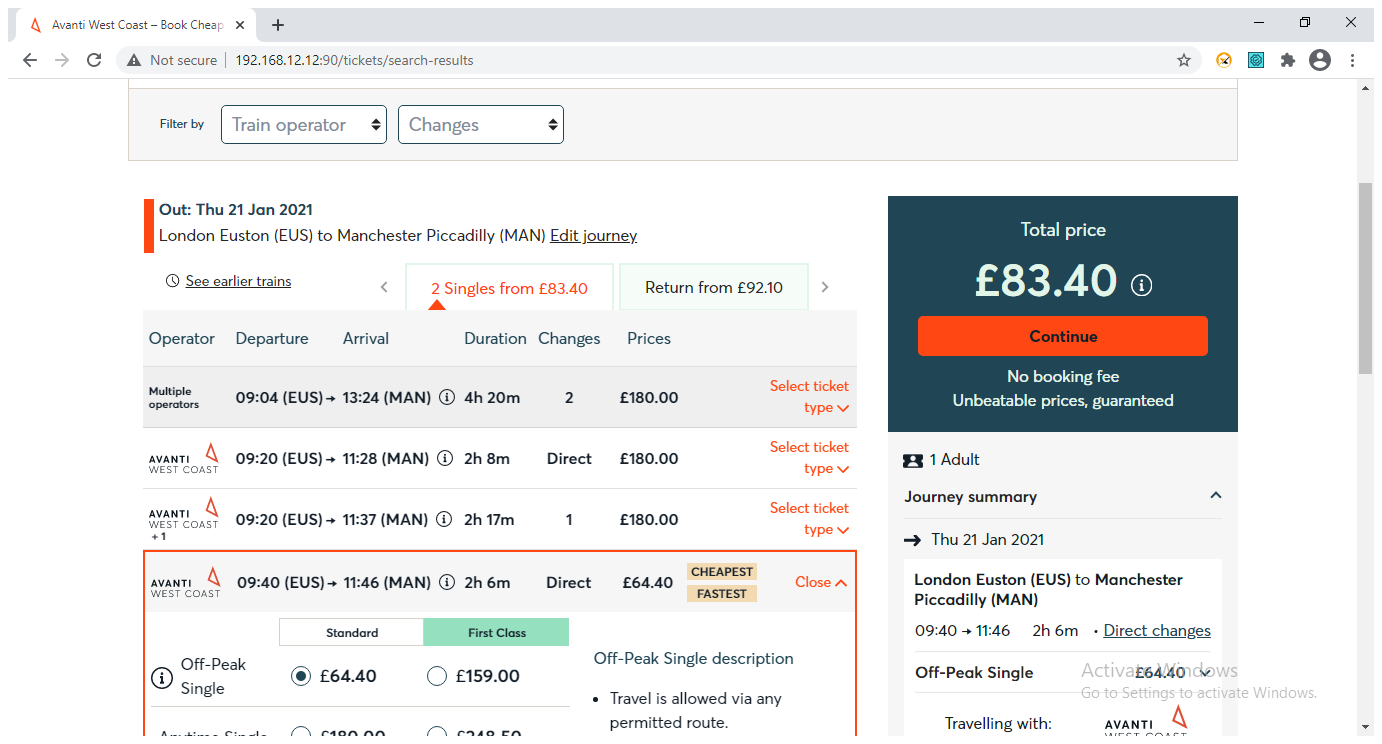 Avanti West Coast – Book Cheap
Not secure
192.168.12.12:90/tickets/search-results
Filter by
Train operator
Changes
Out: Thu 21 Jan 2021
London Euston (EUS) to Manchester Piccadilly (MAN) Edit journey
See earlier trains
2 Singles from £83.40
Return from £92.10
Operator Departure Arrival Duration Changes Prices
Multiple
operators
09:04 (EUS) → 13:24 (MAN) 4h 20m 2 £180.00
Select ticket
type
AVANTI
WEST COAST
09:20 (EUS) → 11:28 (MAN) 2h 8m Direct £180.00
Select ticket
type
AVANTI
WEST COAST
+ 1
09:20 (EUS) → 11:37 (MAN) 2h 17m 1 £180.00
Select ticket
type
AVANTI
WEST COAST
09:40 (EUS) → 11:46 (MAN) 2h 6m Direct £64.40
CHEAPEST
FASTEST
Close
Standard First Class
Off-Peak
Single
£64.40 £159.00
Anytime Single £180.00 £248.50
Off-Peak Single description
• Travel is allowed via any
permitted route.
Total price
£83.40
Continue
No booking fee
Unbeatable prices, guaranteed
1 Adult
Journey summary
→ Thu 21 Jan 2021
London Euston (EUS) to Manchester
Piccadilly (MAN)
09:40 → 11:46 2h 6m • Direct changes
Off-Peak Single £64.40
Travelling with:
AVANTI
WEST COAST
Activate Windows
Go to Settings to activate Windows.